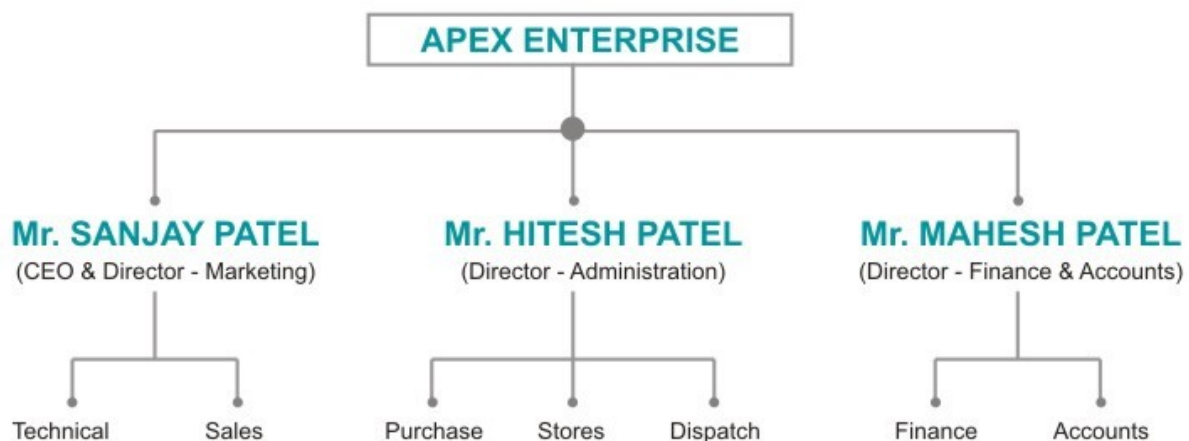 APEX ENTERPRISE
Mr. SANJAY PATEL
(CEO & Director - Marketing)
Mr. HITESH PATEL
(Director - Administration)
Mr. MAHESH PATEL
(Director - Finance & Accounts)
Technical
Sales
Purchase
Stores
Dispatch
Finance
Accounts